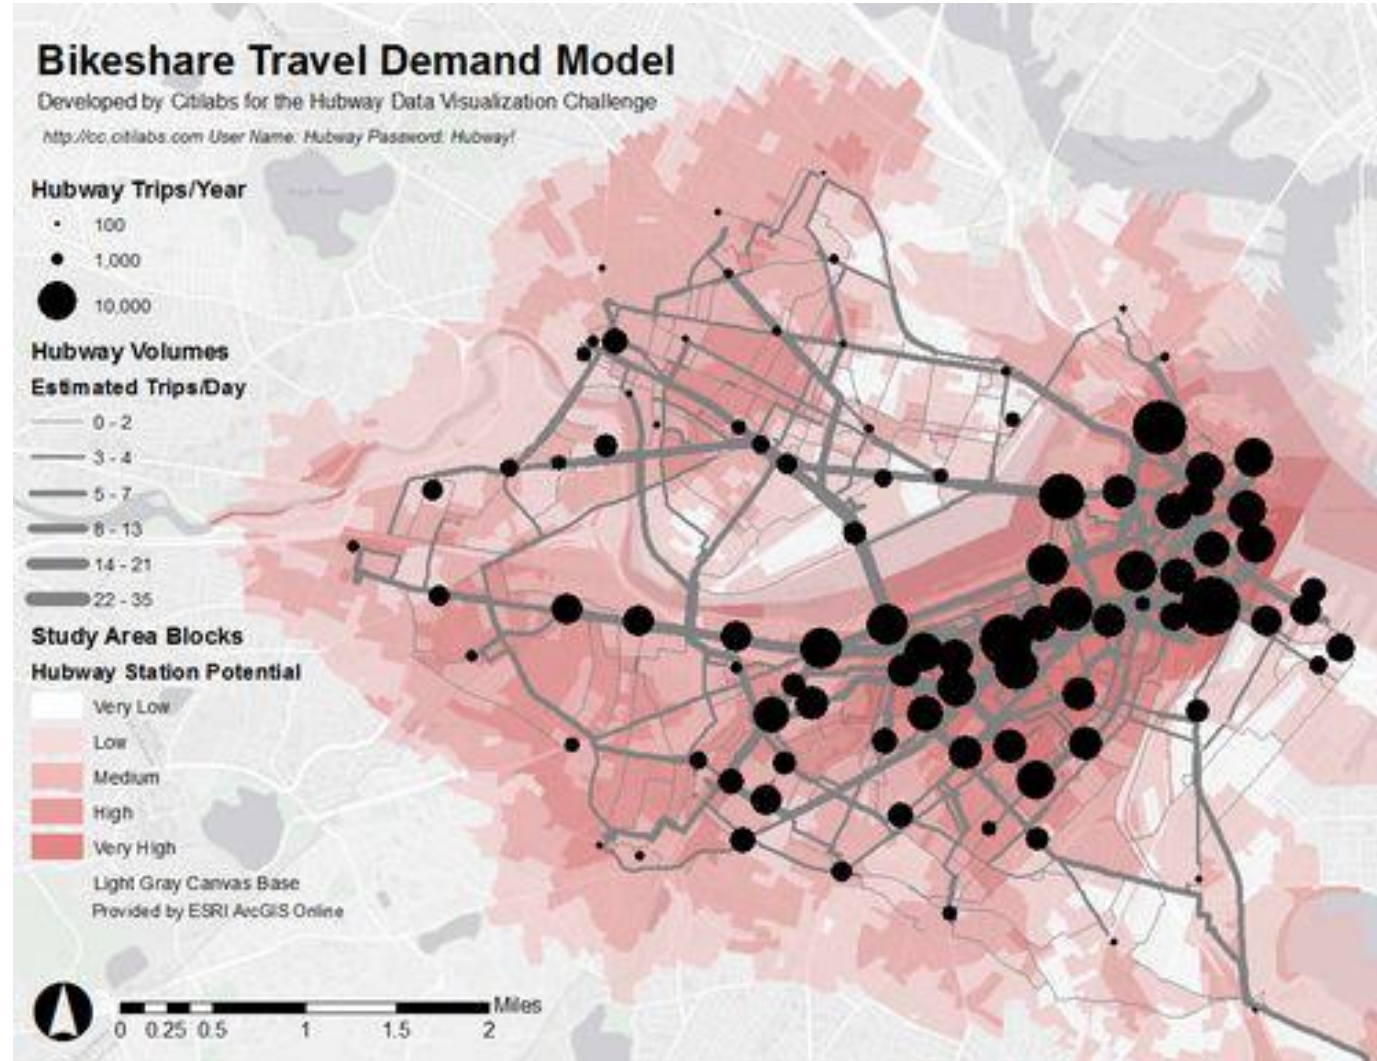 Bikeshare Travel Demand Model
Developed by Citilabs for the Hubway Data Visualization Challenge
http://cc.citilabs.com User Name: Hubway Password: Hubway!
Hubway Trips/Year
100
1,000
10,000
Hubway Volumes
Estimated Trips/Day
0 - 2
3 - 4
5 - 7
8 - 13
14 - 21
22 - 35
Study Area Blocks
Hubway Station Potential
Very Low
Low
Medium
High
Very High
Light Gray Canvas Base
Provided by ESRI ArcGIS Online
Miles
0 0.25 0.5 1 1.5 2